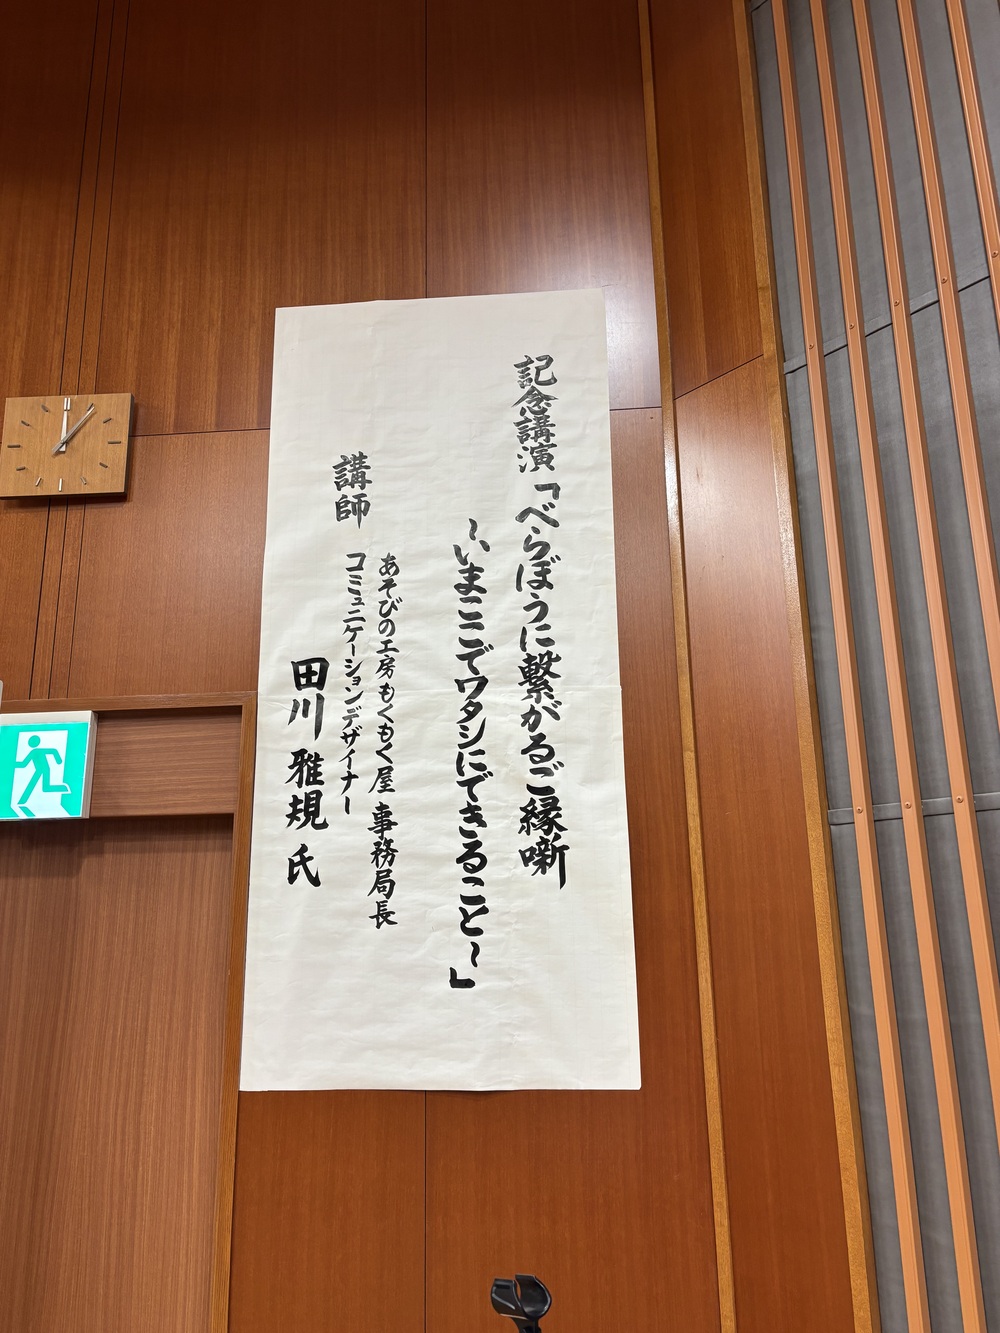 記念講演「べらぼうに繋がるご縁噺
～いまここでワタシにできること～」
講師
あそびの工房もくもく屋 事務局長
コミュニケーションデザイナー
田川 雅規 氏